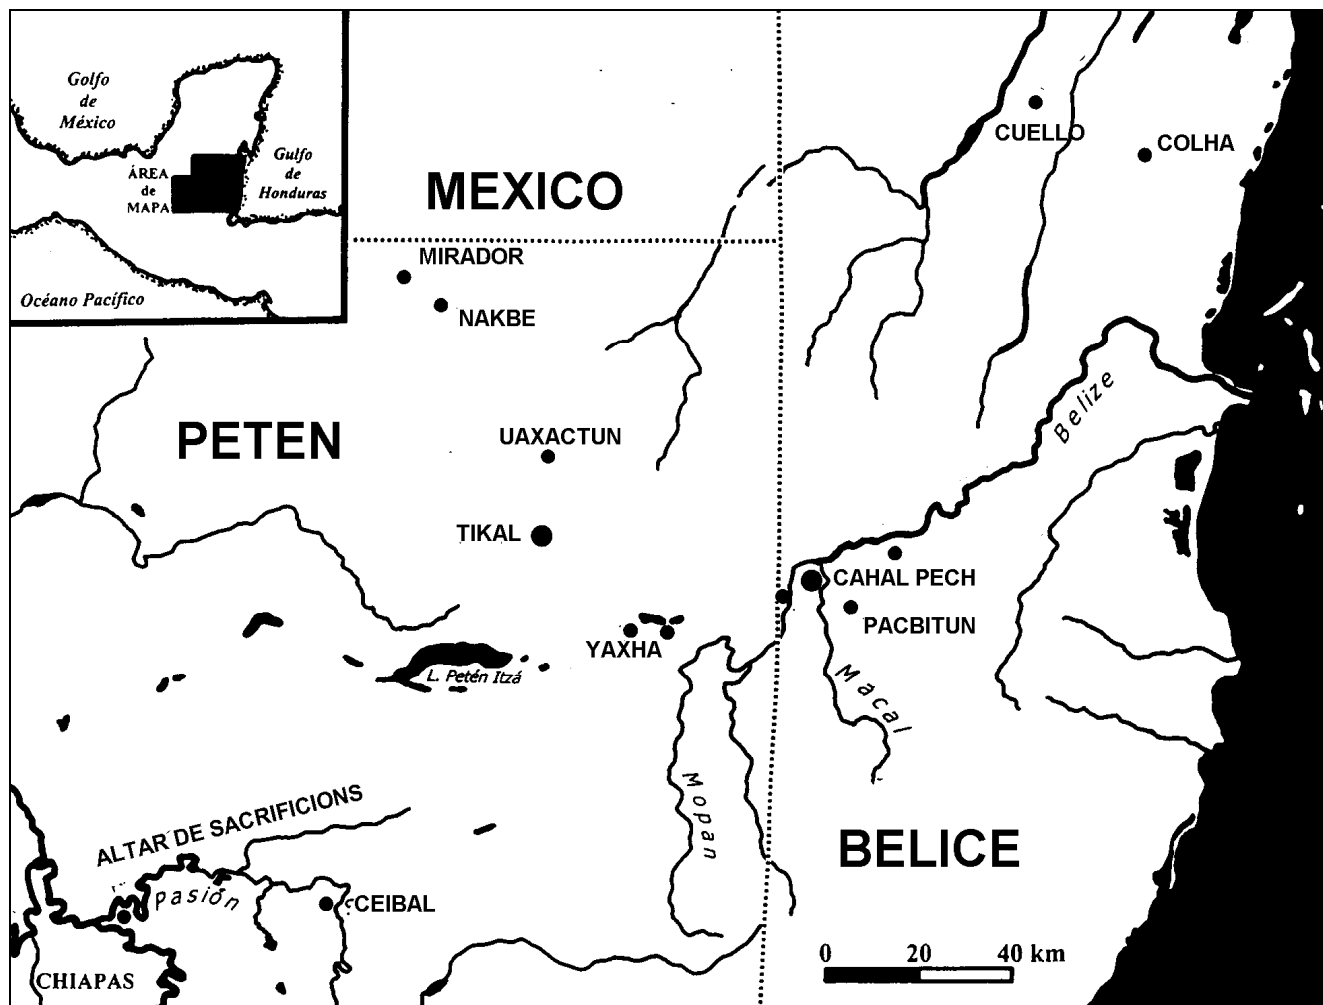 Golfo
de
México
ÁREA
de
MAPA
Gulfo
de
Honduras
Océano Pacífico
MEXICO
CUELLO
COLHA
MIRADOR
NAKBE
PETEN
UAXACTUN
TIKAL
Belize
CAHAL PECH
PACBITUN
YAXHA
L. Petén Itzá
Macal
Mopan
ALTAR DE SACRIFICIONS
Pasión
CEIBAL
BELICE
CHIAPAS
0 20 40 km